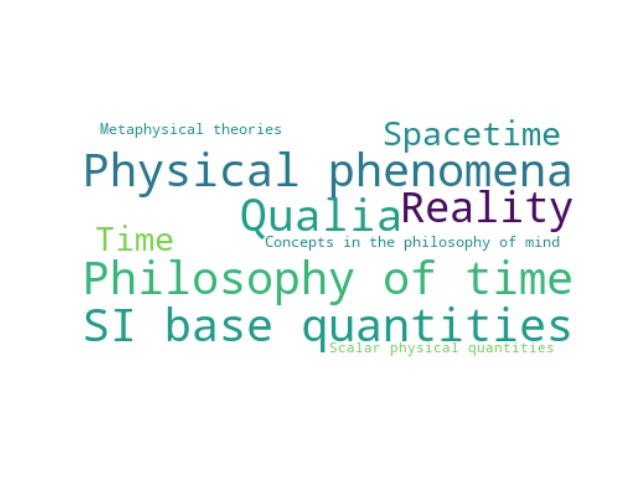 Metaphysical theories
Spacetime
Physical phenomena
Reality
Qualia
Time
Concepts in the philosophy of mind
Philosophy of time
SI base quantities
Scalar physical quantities